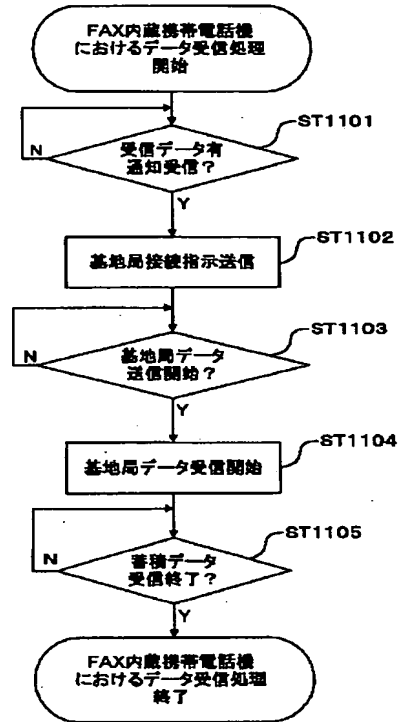 FAX内蔵携帯電話機
におけるデータ受信処理
開始
ST1101
受信データ有
通知受信？
N
Y
ST1102
基地局接続指示送信
ST1103
基地局データ
送信開始？
N
Y
ST1104
基地局データ受信開始
ST1105
蓄積データ
受信終了？
N
Y
FAX内蔵携帯電話機
におけるデータ受信処理
終了